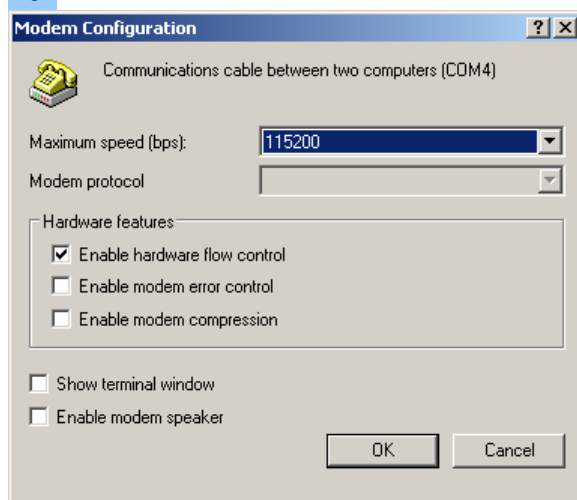 Modem Configuration
Communications cable between two computers (COM4)
Maximum speed (bps): 115200
Modem protocol
Hardware features
Enable hardware flow control
Enable modem error control
Enable modem compression
Show terminal window
Enable modem speaker
OK Cancel